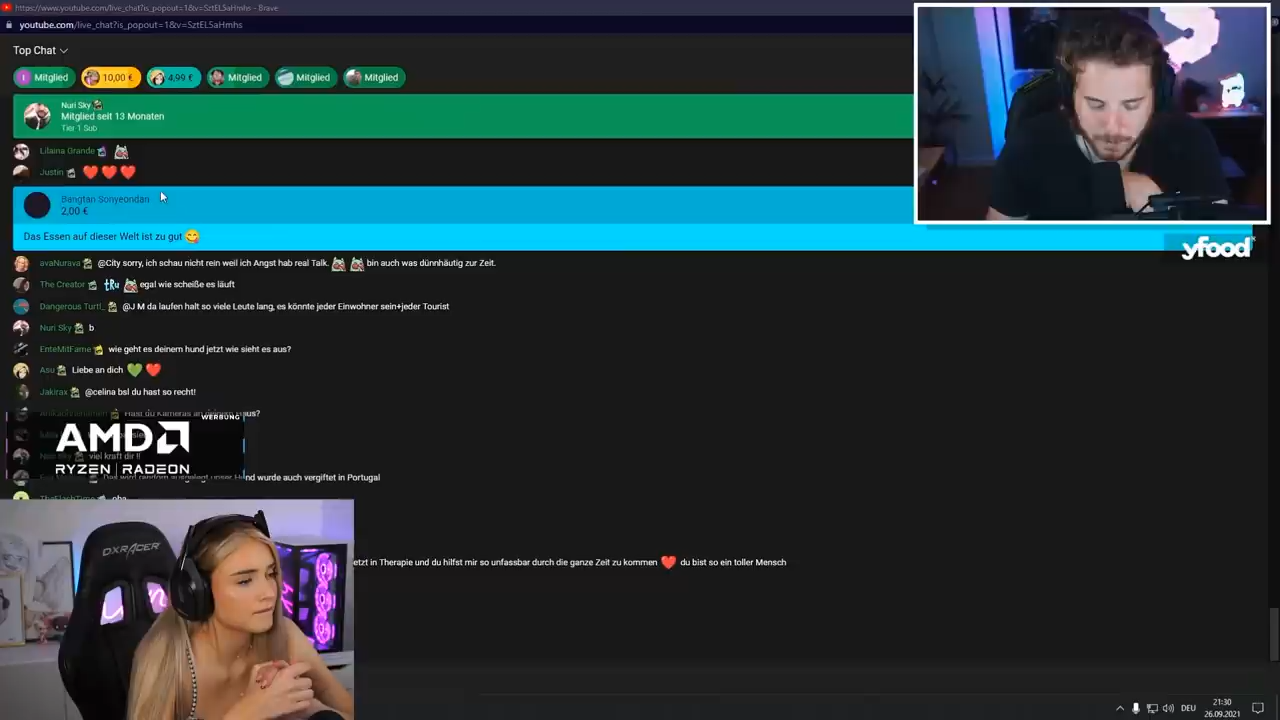 https://www.youtube.com/live_chat?is_popout=1&v=SztEL5aHmhs - Brave
youtube.com/live_chat?is_popout=1&v=SztEL5aHmhs
Top Chat
Mitglied
10,00 €
4,99 €
Mitglied
Mitglied
Mitglied
Nuri Sky
Mitglied seit 13 Monaten
Tier 1 Sub
Lilaina Grande
Justin ❤️❤️❤️
Bangtan Sonyeondan
2,00 €
Das Essen auf dieser Welt ist zu gut 😋
yfood
avaNurava @City sorry, ich schau nicht rein weil ich Angst hab real Talk. bin auch was dünnhäutig zur Zeit.
The Creator tRu egal wie scheiße es läuft
Dangerous Turtl_ @J M da laufen halt so viele Leute lang, es könnte jeder Einwohner sein+jeder Tourist
Nuri Sky b
EnteMitFame wie geht es deinem hund jetzt wie sieht es aus?
Asu Liebe an dich 💚❤️
Jakirax @celina bsl du hast so recht!
Hast du Kameras an
WERBUNG
AMD
RYZEN | RADEON
viel kraft dir !!
Hund wurde auch vergiftet in Portugal
TheFlashTime oha
etzt in Therapie und du hilfst mir so unfassbar durch die ganze Zeit zu kommen ❤️ du bist so ein toller Mensch
DXRACER
DEU
21:30
26.09.2021